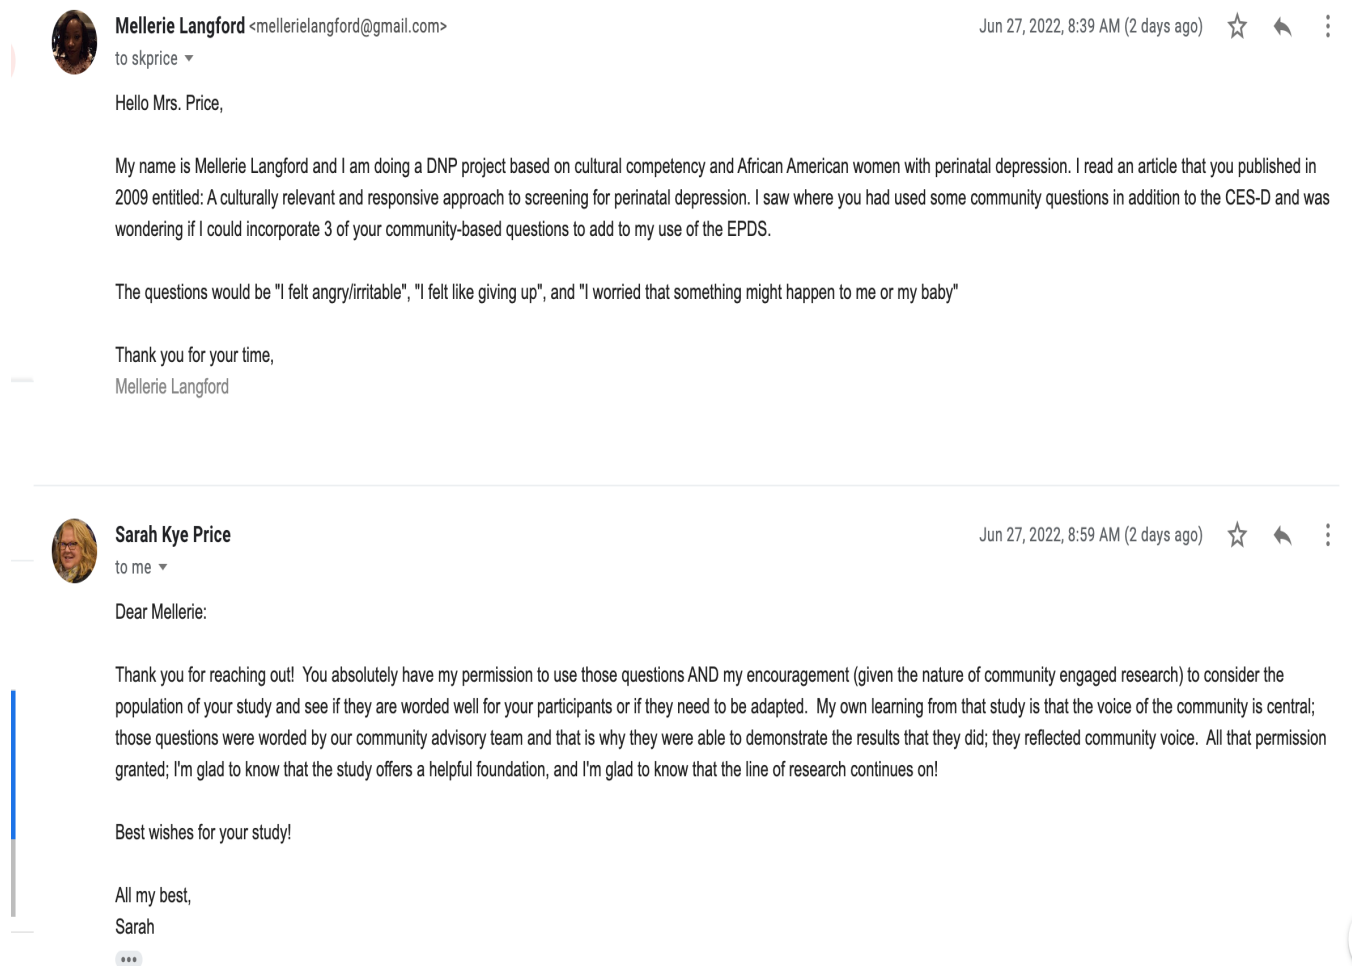 Mellerie Langford <mellerielangford@gmail.com> Jun 27, 2022, 8:39 AM (2 days ago)
to skprice
Hello Mrs. Price,
My name is Mellerie Langford and I am doing a DNP project based on cultural competency and African American women with perinatal depression. I read an article that you published in
2009 entitled: A culturally relevant and responsive approach to screening for perinatal depression. I saw where you had used some community questions in addition to the CES-D and was
wondering if I could incorporate 3 of your community-based questions to add to my use of the EPDS.
The questions would be "I felt angry/irritable", "I felt like giving up", and "I worried that something might happen to me or my baby"
Thank you for your time,
Mellerie Langford
Sarah Kye Price Jun 27, 2022, 8:59 AM (2 days ago)
to me
Dear Mellerie:
Thank you for reaching out!  You absolutely have my permission to use those questions AND my encouragement (given the nature of community engaged research) to consider the
population of your study and see if they are worded well for your participants or if they need to be adapted.  My own learning from that study is that the voice of the community is central;
those questions were worded by our community advisory team and that is why they were able to demonstrate the results that they did; they reflected community voice.  All that permission
granted; I'm glad to know that the study offers a helpful foundation, and I'm glad to know that the line of research continues on!
Best wishes for your study!
All my best,
Sarah